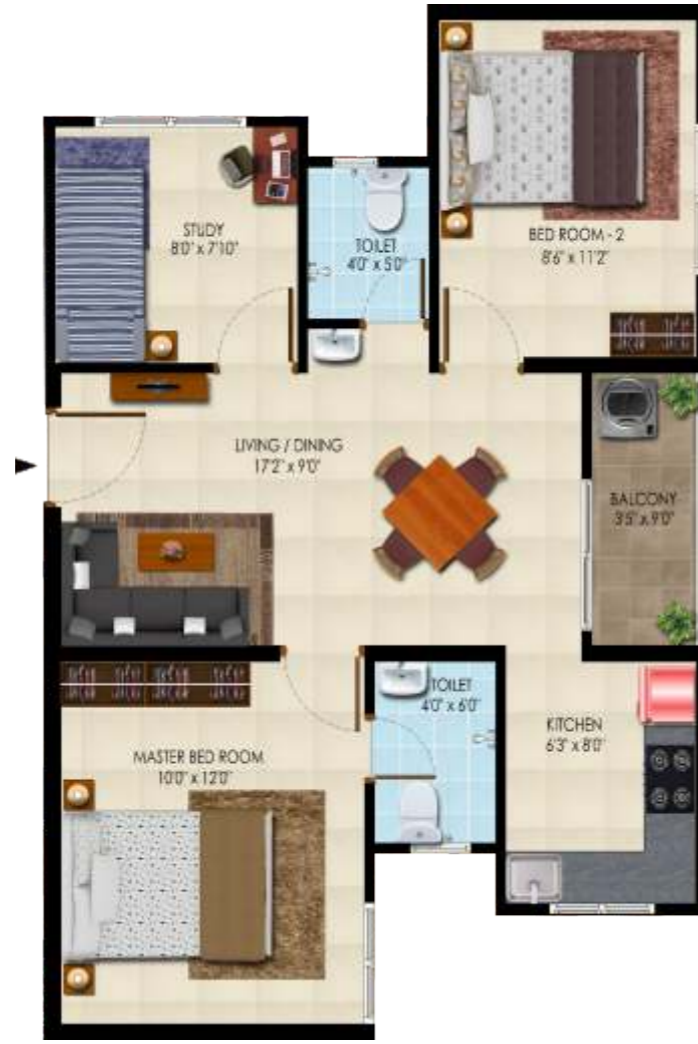 BED ROOM - 2
8'6" x 11'2"
STUDY
8'0" x 7'10"
TOILET
4'0" x 5'0"
LIVING / DINING
17'2" x 9'0"
BALCONY
3'5" x 9'0"
TOILET
4'0" x 6'0"
KITCHEN
6'3" x 8'0"
MASTER BED ROOM
10'0" x 12'0"